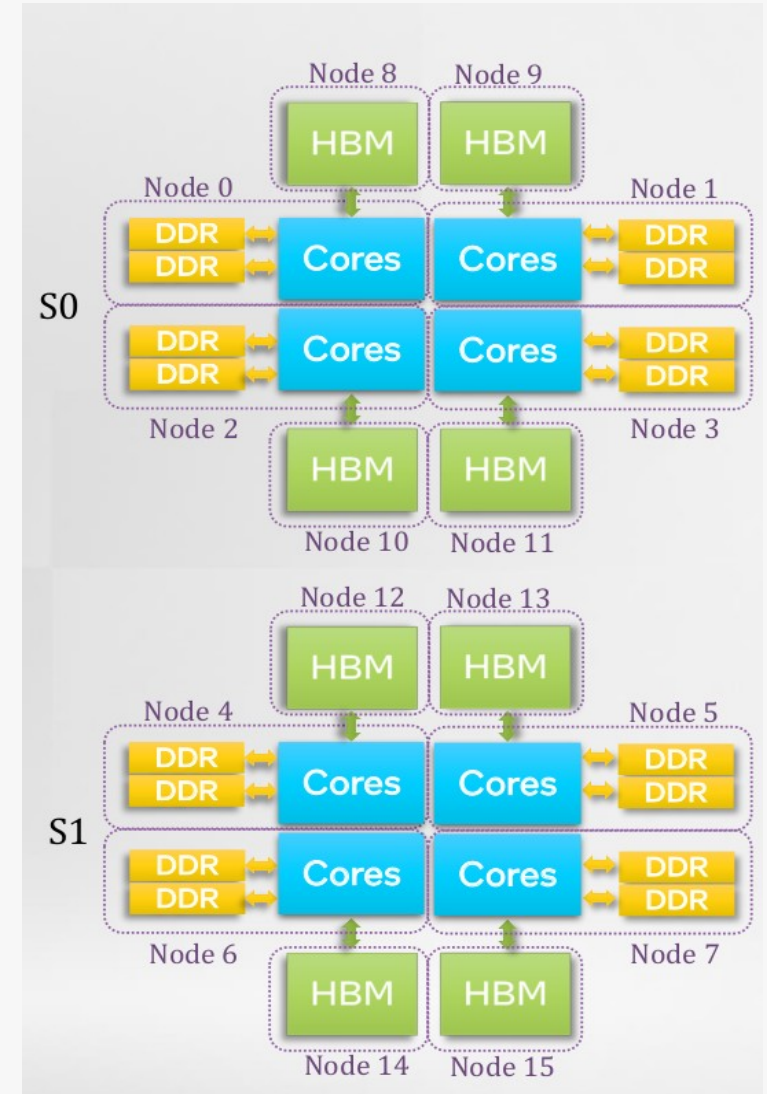 Node 8 Node 9
HBM HBM
Node 0 Node 1
DDR Cores Cores DDR
DDR DDR
S0
DDR Cores Cores DDR
DDR DDR
Node 2 Node 3
HBM HBM
Node 10 Node 11
Node 12 Node 13
HBM HBM
Node 4 Node 5
DDR Cores Cores DDR
DDR DDR
S1
DDR Cores Cores DDR
DDR DDR
Node 6 Node 7
HBM HBM
Node 14 Node 15